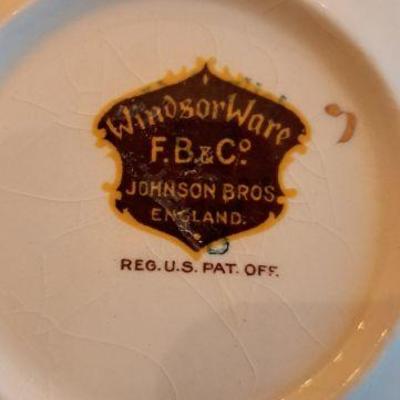 Windsor Ware
F.B.&Cº
JOHNSON BROS.
ENGLAND.
REG. U.S. PAT. OFF.